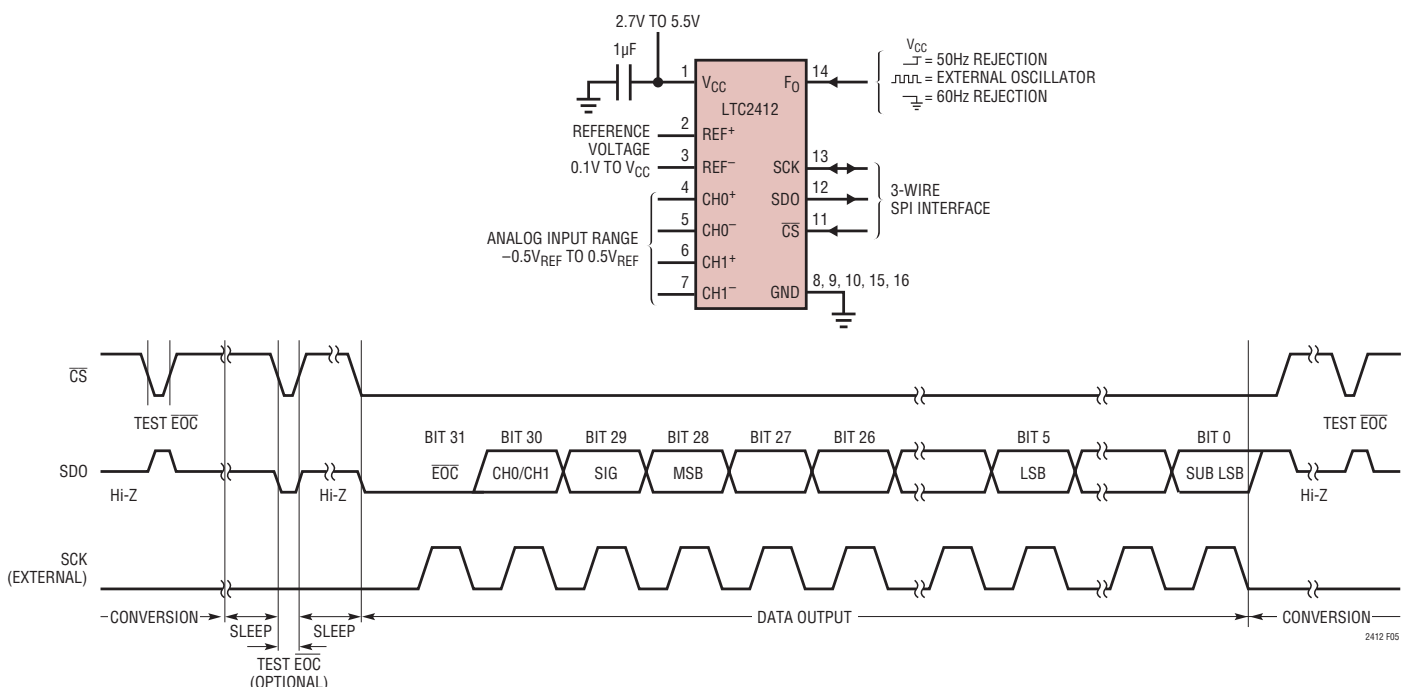 2.7V TO 5.5V
1µF
1
VCC
LTC2412
FO
14
VCC
= 50Hz REJECTION
= EXTERNAL OSCILLATOR
= 60Hz REJECTION
REFERENCE
VOLTAGE
0.1V TO VCC
2
REF+
3
REF−
SCK
13
SDO
12
CS
11
3-WIRE
SPI INTERFACE
ANALOG INPUT RANGE
−0.5VREF TO 0.5VREF
4
CH0+
5
CH0−
6
CH1+
7
CH1−
GND
8, 9, 10, 15, 16
CS
TEST EOC
TEST EOC
SDO
Hi-Z
Hi-Z
BIT 31
BIT 30
BIT 29
BIT 28
BIT 27
BIT 26
BIT 5
BIT 0
EOC
CH0/CH1
SIG
MSB
LSB
SUB LSB
Hi-Z
SCK
(EXTERNAL)
CONVERSION
SLEEP
SLEEP
DATA OUTPUT
CONVERSION
TEST EOC
(OPTIONAL)
2412 F05